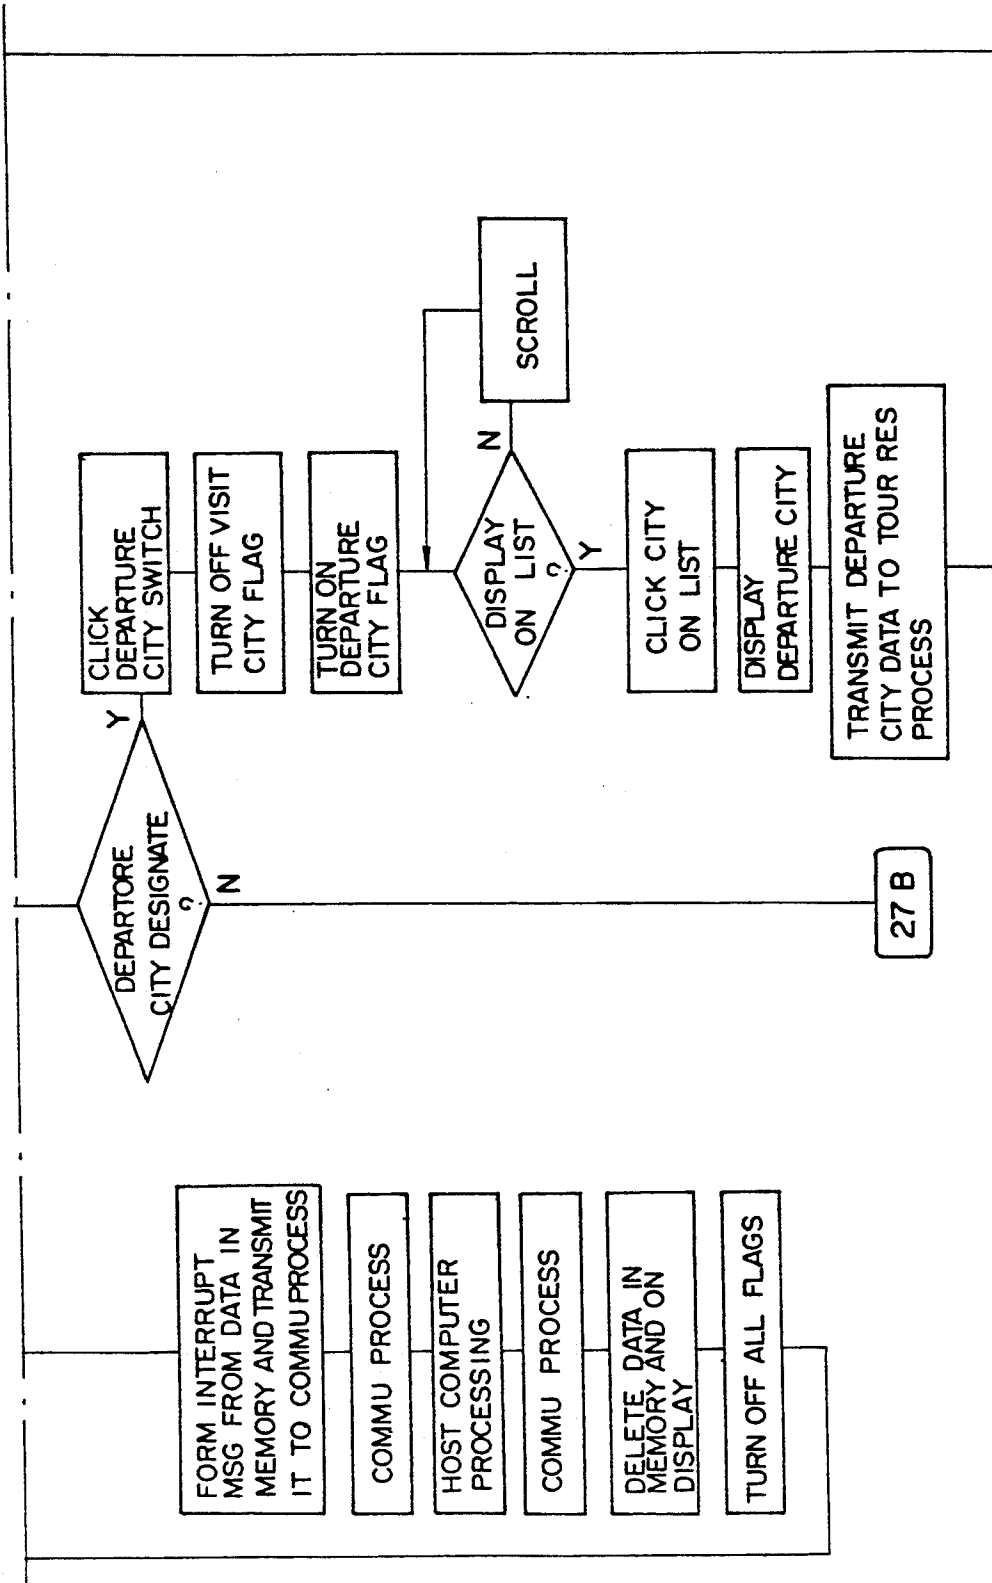 FORM INTERRUPT
MSG FROM DATA IN
MEMORY AND TRANSMIT
IT TO COMMU PROCESS
COMMU PROCESS
HOST COMPUTER
PROCESSING
COMMU PROCESS
DELETE DATA IN
MEMORY AND ON
DISPLAY
TURN OFF ALL FLAGS
DEPARTORE
CITY DESIGNATE
?
Y
N
27 B
CLICK
DEPARTURE
CITY SWITCH
TURN OFF VISIT
CITY FLAG
TURN ON
DEPARTURE
CITY FLAG
DISPLAY
ON LIST
?
N
Y
SCROLL
CLICK CITY
ON LIST
DISPLAY
DEPARTURE CITY
TRANSMIT DEPARTURE
CITY DATA TO TOUR RES
PROCESS